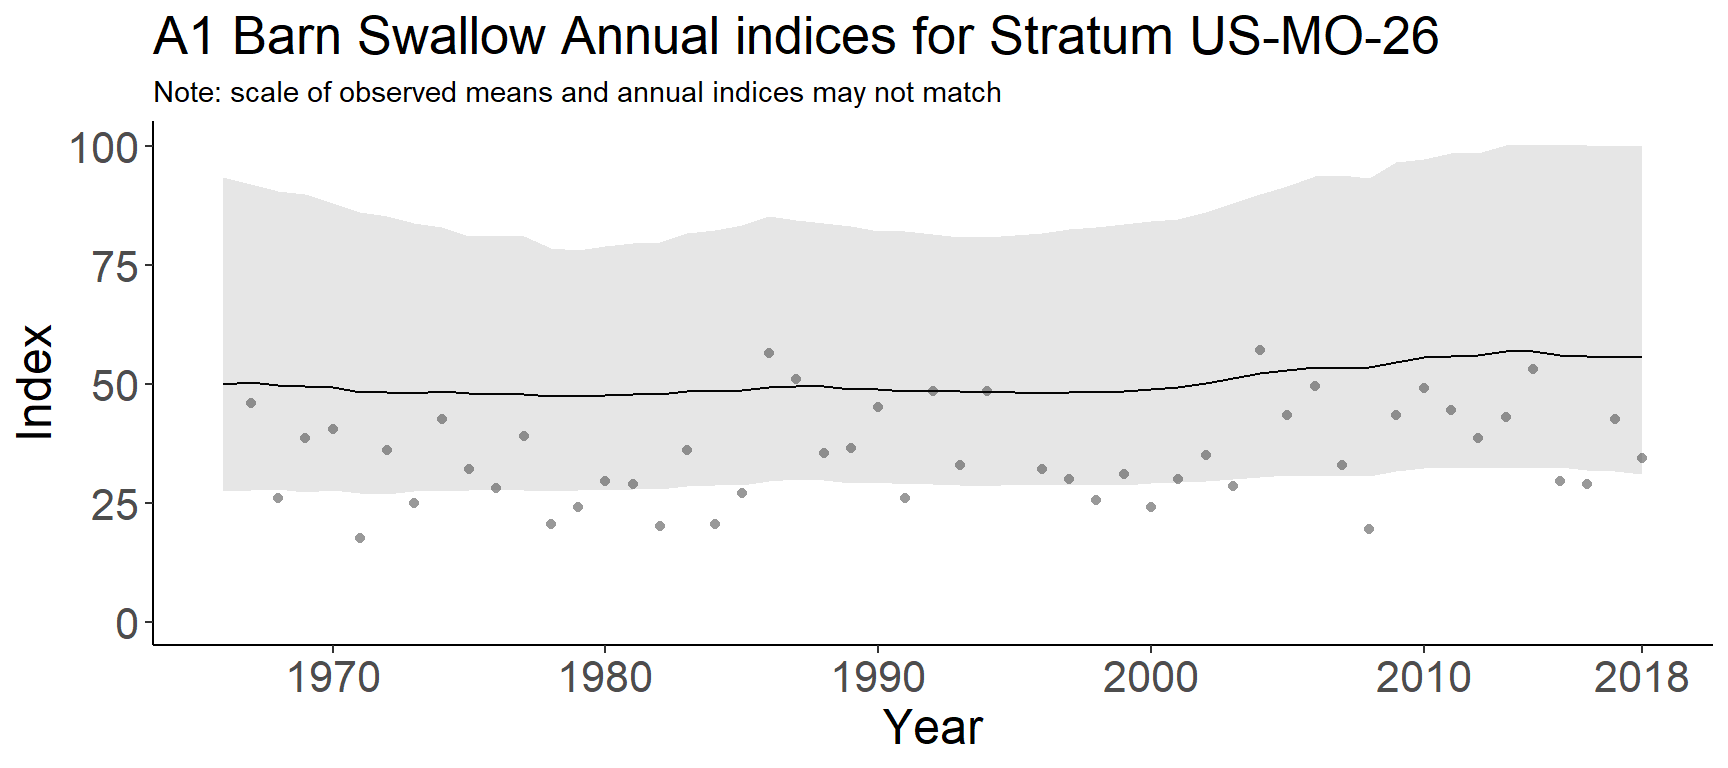 A1 Barn Swallow Annual indices for Stratum US-MO-26
Note: scale of observed means and annual indices may not match
100
75
50
25
0
Index
1970 1980 1990 2000 2010 2018
Year